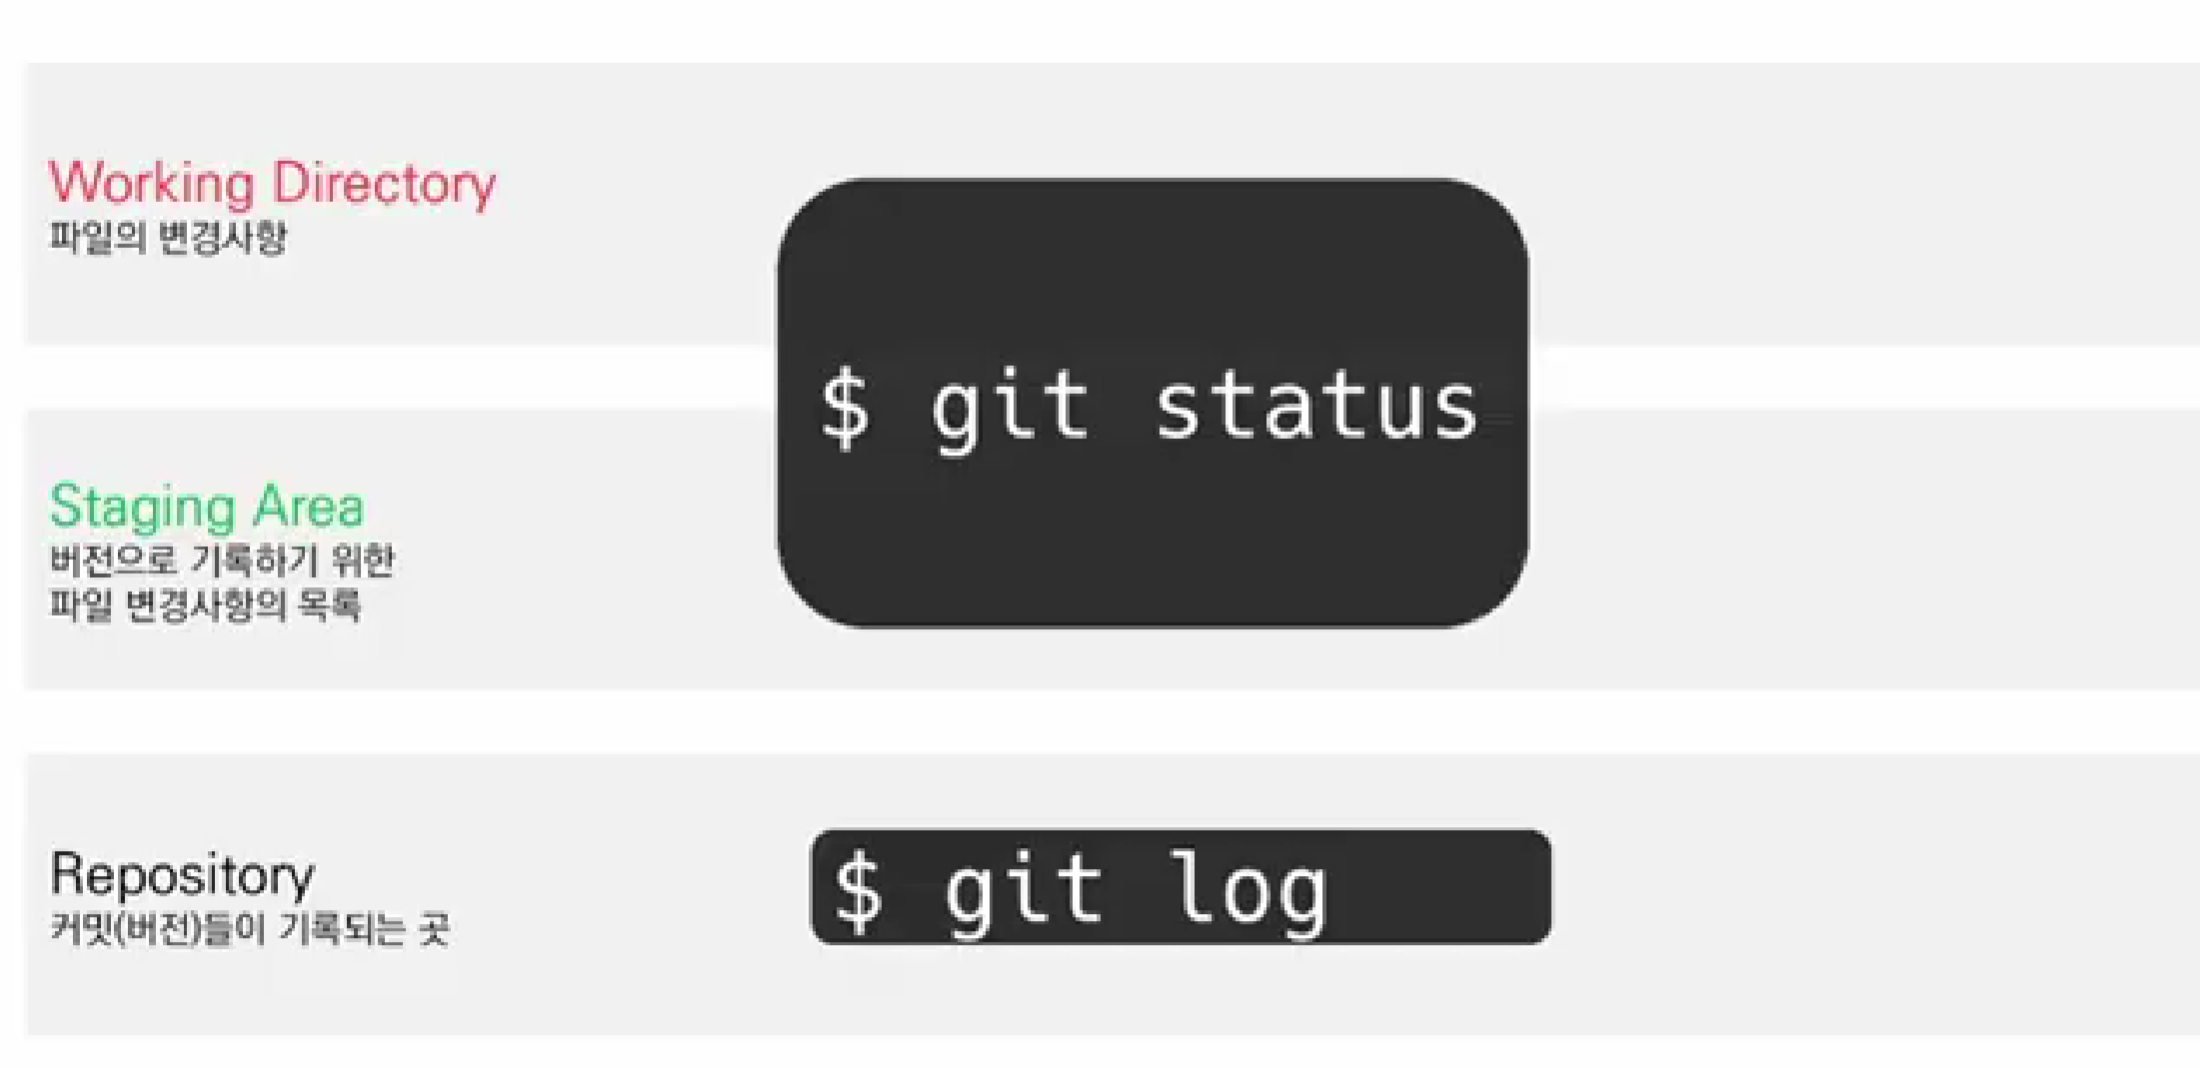 Working Directory
파일의 변경사항
$ git status
Staging Area
버전으로 기록하기 위한
파일 변경사항의 목록
Repository
커밋(버전)들이 기록되는 곳
$ git log